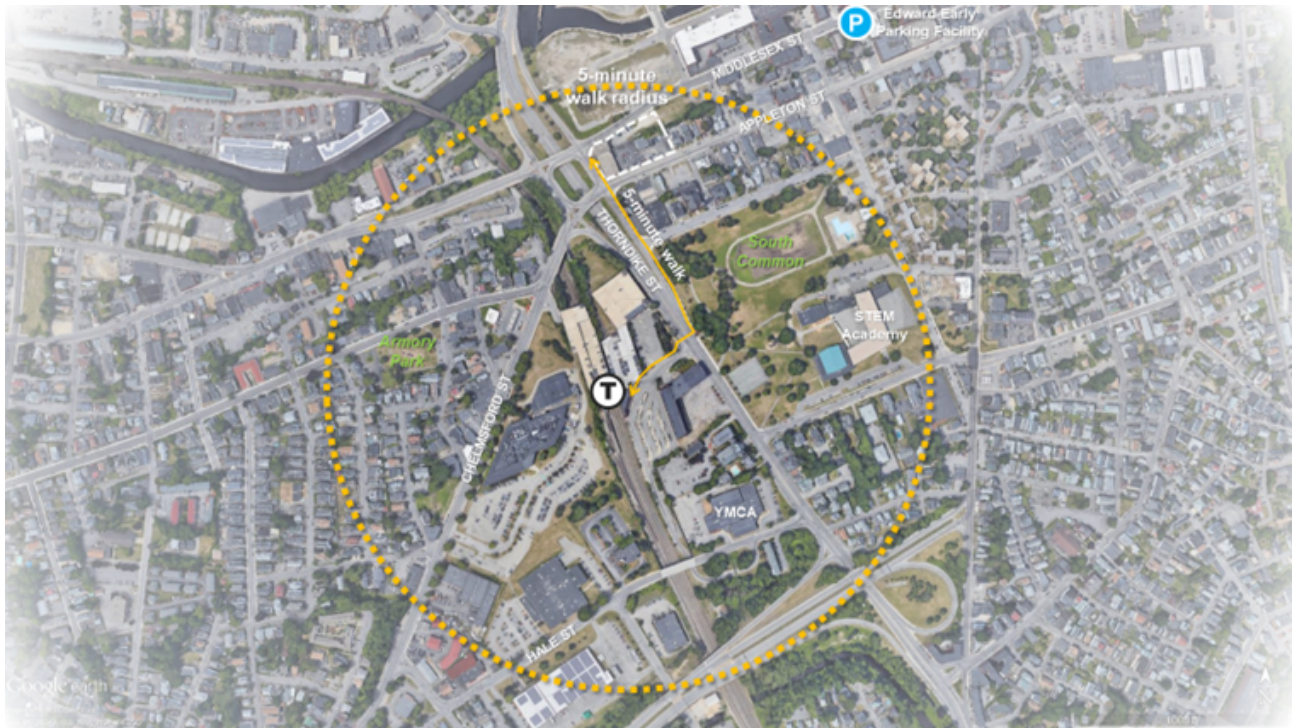 P
Edward Early
Parking Facility
MIDDLESEX ST
5-minute
walk radius
APPLETON ST
5-minute walk
THORNDIKE ST
South
Common
STEM
Academy
Armory
Park
T
CHELMSFORD ST
YMCA
HALE ST
Google earth